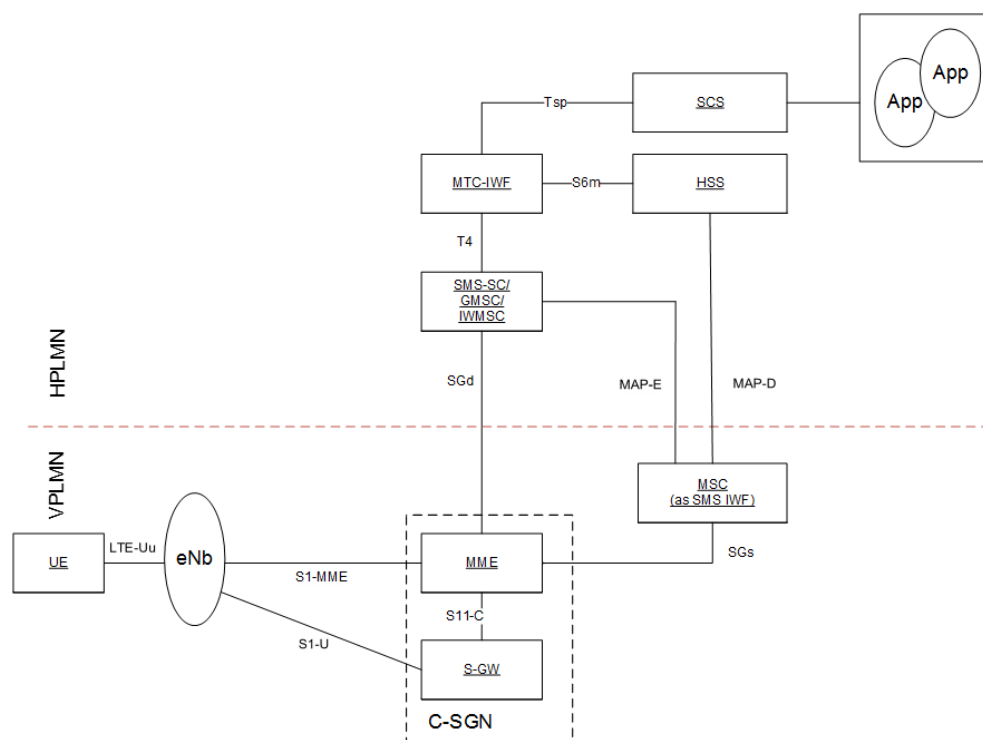 App
App
Tsp
SCS
MTC-IWF
S6m
HSS
T4
SMS-SC/
GMSC/
IWMSC
HPLMN
SGd
MAP-E
MAP-D
VPLMN
MSC
(as SMS IWF)
UE
LTE-Uu
eNb
S1-MME
MME
SGs
S11-C
S1-U
S-GW
C-SGN